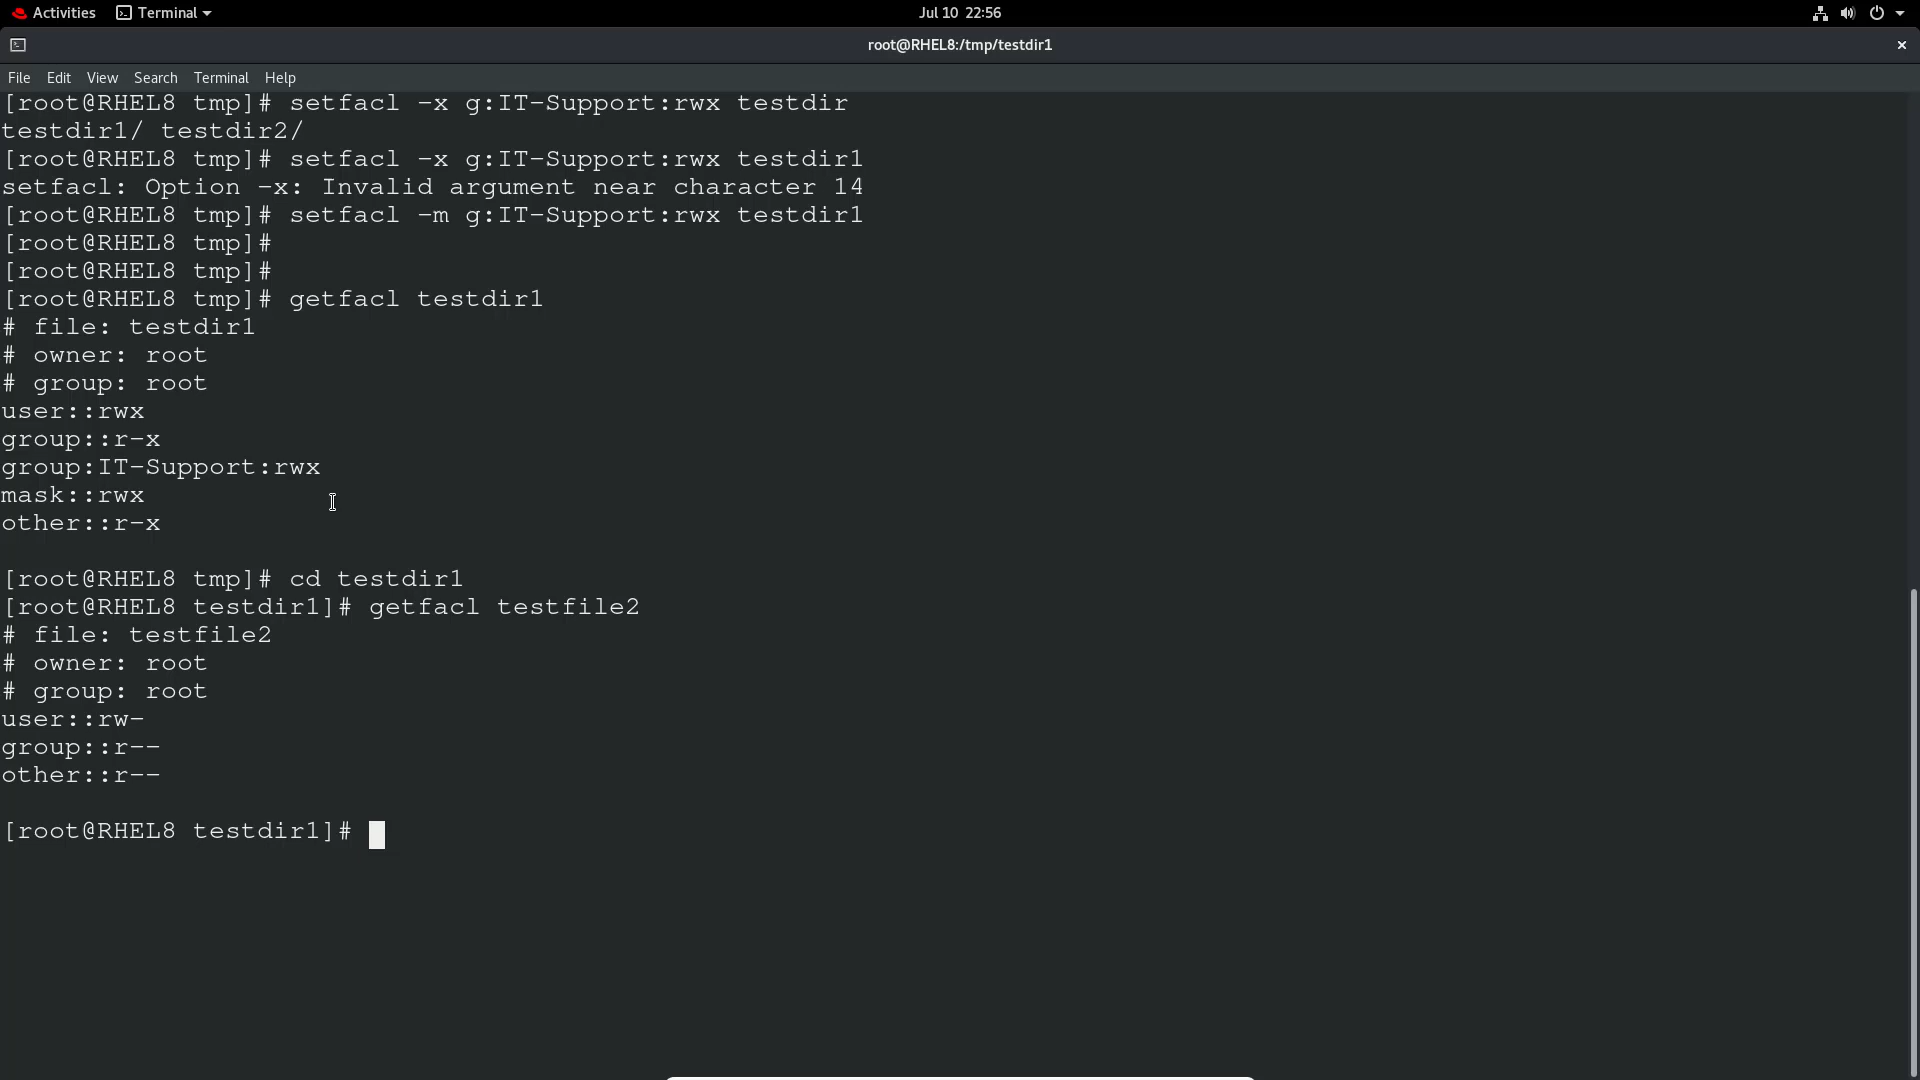 Activities Terminal Jul 10 22:56
root@RHEL8:/tmp/testdir1 ×
File Edit View Search Terminal Help
[root@RHEL8 tmp]# setfacl -x g:IT-Support:rwx testdir
testdir1/ testdir2/
[root@RHEL8 tmp]# setfacl -x g:IT-Support:rwx testdir1
setfacl: Option -x: Invalid argument near character 14
[root@RHEL8 tmp]# setfacl -m g:IT-Support:rwx testdir1
[root@RHEL8 tmp]#
[root@RHEL8 tmp]#
[root@RHEL8 tmp]# getfacl testdir1
# file: testdir1
# owner: root
# group: root
user::rwx
group::r-x
group:IT-Support:rwx
mask::rwx
other::r-x
[root@RHEL8 tmp]# cd testdir1
[root@RHEL8 testdir1]# getfacl testfile2
# file: testfile2
# owner: root
# group: root
user::rw-
group::r--
other::r--
[root@RHEL8 testdir1]#